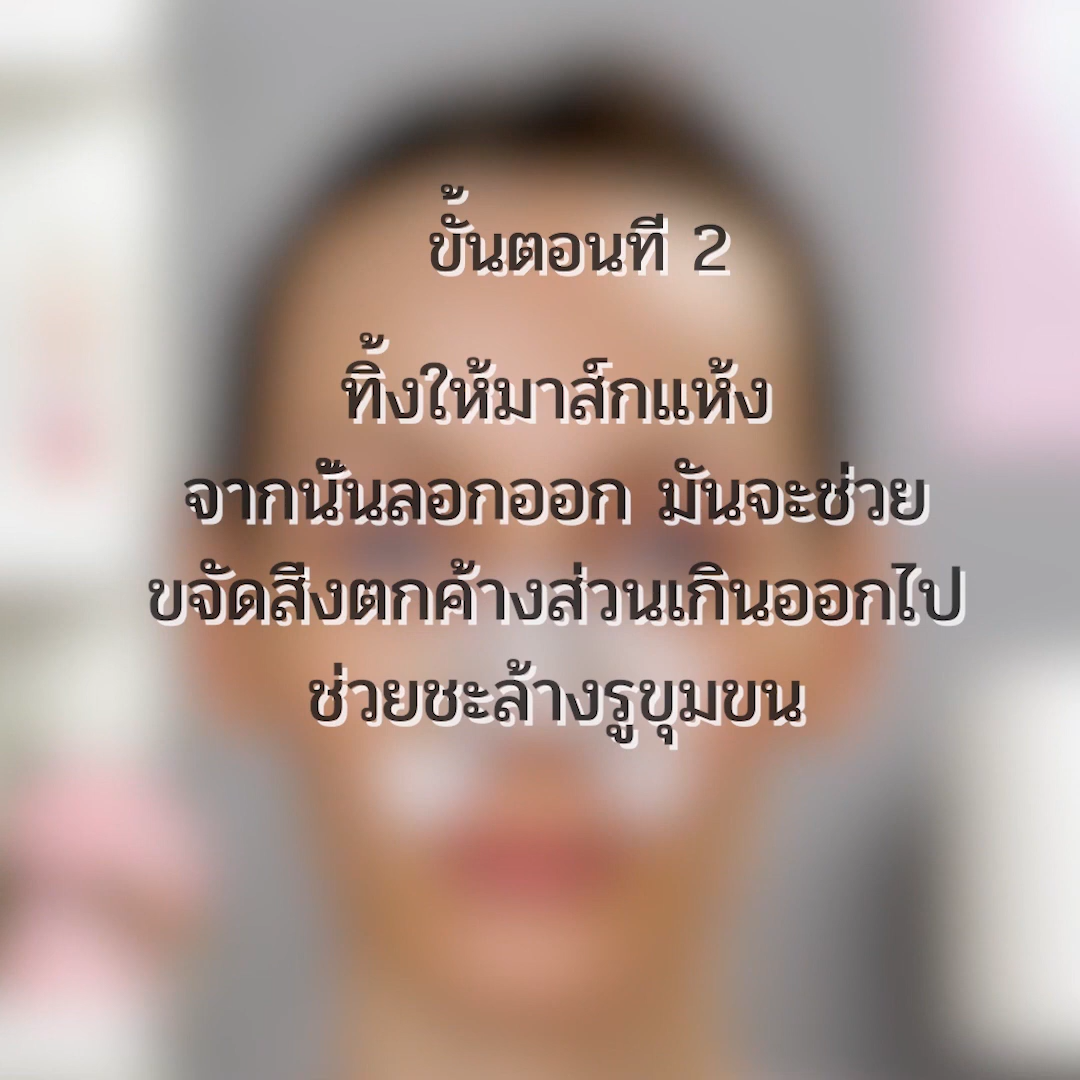 ขั้นตอนที่ 2
ทิ้งให้มาส์กแห้ง
จากนั้นลอกออก มันจะช่วย
ขจัดสิ่งตกค้างส่วนเกินออกไป
ช่วยชะล้างรูขุมขน